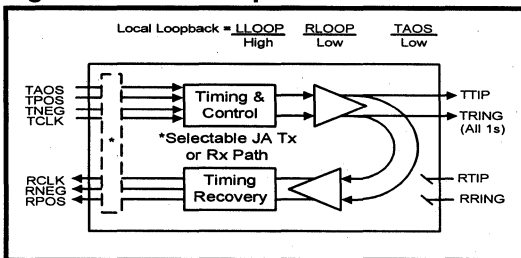 Local Loopback = LLOOP RLOOP TAOS
High Low Low
TAOS
TPOS
TNEG
TCLK
Timing &
Control
TTIP
TRING
(All 1s)
*Selectable JA Tx
or Rx Path
*
RCLK
RNEG
RPOS
Timing
Recovery
RTIP
RRING